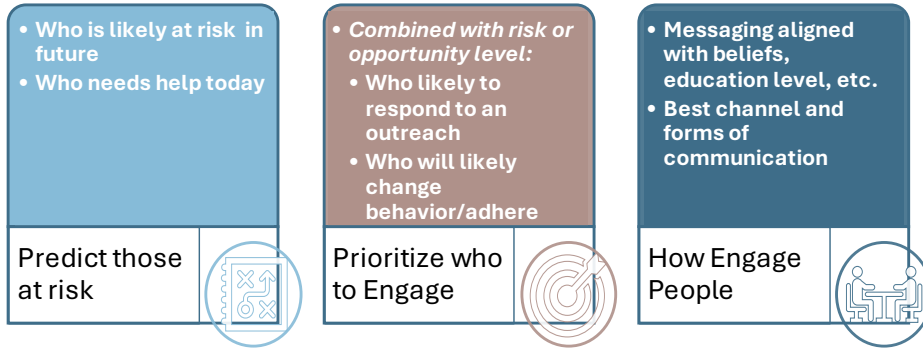 • Who is likely at risk in
future
• Who needs help today
Predict those
at risk
• Combined with risk or
opportunity level:
• Who likely to
respond to an
outreach
• Who will likely
change
behavior/adhere
Prioritize who
to Engage
• Messaging aligned
with beliefs,
education level, etc.
• Best channel and
forms of
communication
How Engage
People